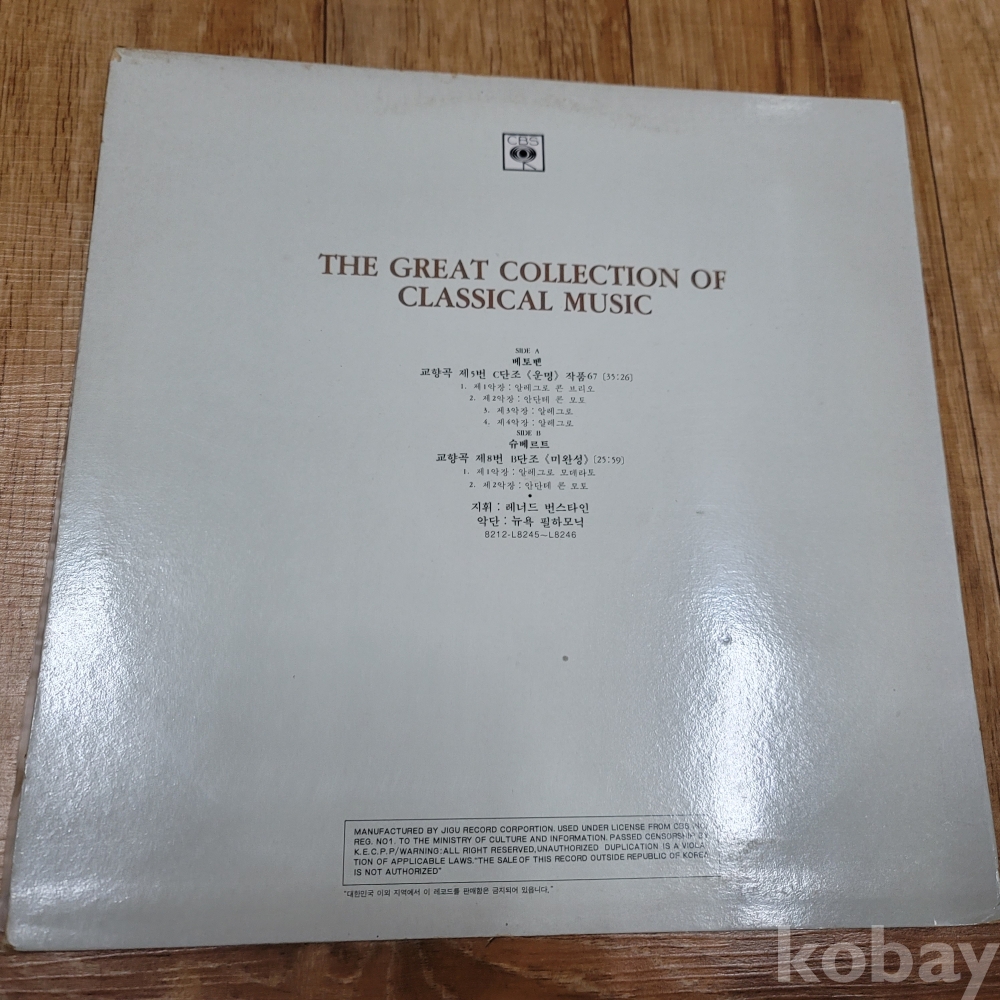 CBS
THE GREAT COLLECTION OF
CLASSICAL MUSIC
SIDE A
베토벤
교향곡 제5번 C단조《운명》작품67 [35:26]
1. 제1악장 : 알레그로 콘 브리오
2. 제2악장 : 안단테 콘 모토
3. 제3악장 : 알레그로
4. 제4악장 : 알레그로
SIDE B
슈베르트
교향곡 제8번 B단조《미완성》[25:59]
1. 제1악장 : 알레그로 모데라토
2. 제2악장 : 안단테 콘 모토
•
지휘 : 레너드 번스타인
악단 : 뉴욕 필하모닉
8212-L8245~L8246
MANUFACTURED BY JIGU RECORD CORPORTION. USED UNDER LICENSE FROM CBS
REG. NO1. TO THE MINISTRY OF CULTURE AND INFORMATION. PASSED CENSORSHIP BY
K.E.C.P.P/WARNING:ALL RIGHT RESERVED,UNAUTHORIZED DUPLICATION IS A VIOLA-
TION OF APPLICABLE LAWS."THE SALE OF THIS RECORD OUTSIDE REPUBLIC OF KOREA
IS NOT AUTHORIZED"
"대한민국 이외 지역에서 이 레코드를 판매함은 금지되어 있읍니다."
kobay